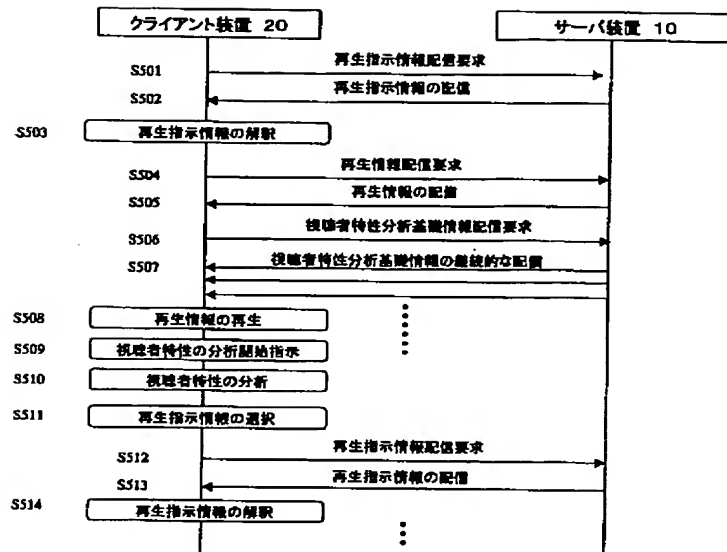 クライアント装置 20
サーバ装置 10
再生指示情報配信要求
S501
再生指示情報の配信
S502
S503
再生指示情報の解釈
再生情報配信要求
S504
再生情報の配信
S505
視聴者特性分析基礎情報配信要求
S506
視聴者特性分析基礎情報の継続的な配信
S507
S508
再生情報の再生
S509
視聴者特性の分析開始指示
S510
視聴者特性の分析
S511
再生指示情報の選択
再生指示情報配信要求
S512
再生指示情報の配信
S513
S514
再生指示情報の解釈